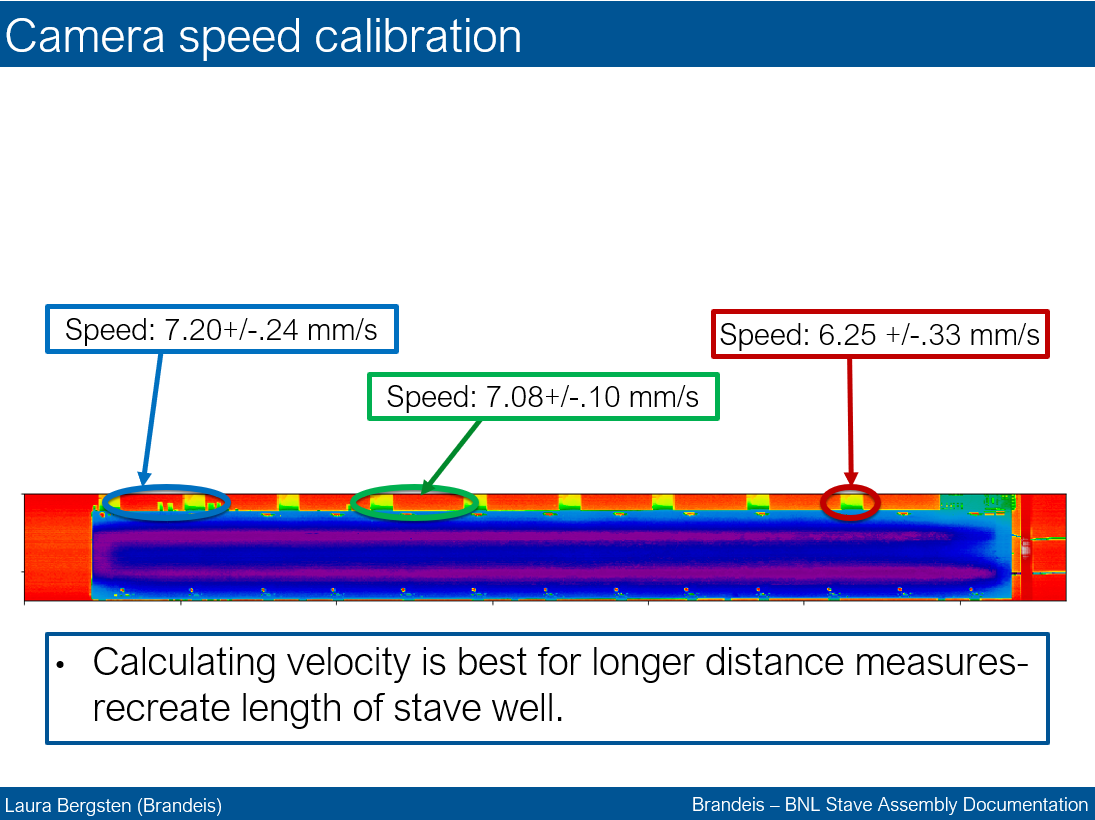 Camera speed calibration
Speed: 7.20+/-.24 mm/s
Speed: 6.25 +/-.33 mm/s
Speed: 7.08+/-.10 mm/s
• Calculating velocity is best for longer distance measures-
recreate length of stave well.
Laura Bergsten (Brandeis)
Brandeis – BNL Stave Assembly Documentation